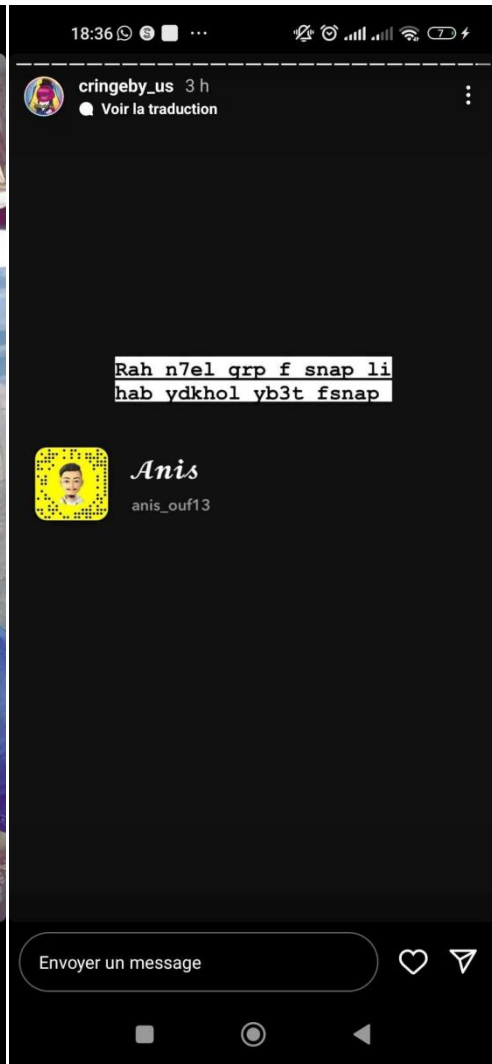 18:36
7
cringeby_us 3 h
Voir la traduction
Rah n7el grp f snap li
hab ydkhol yb3t fsnap
Anis
anis_ouf13
Envoyer un message